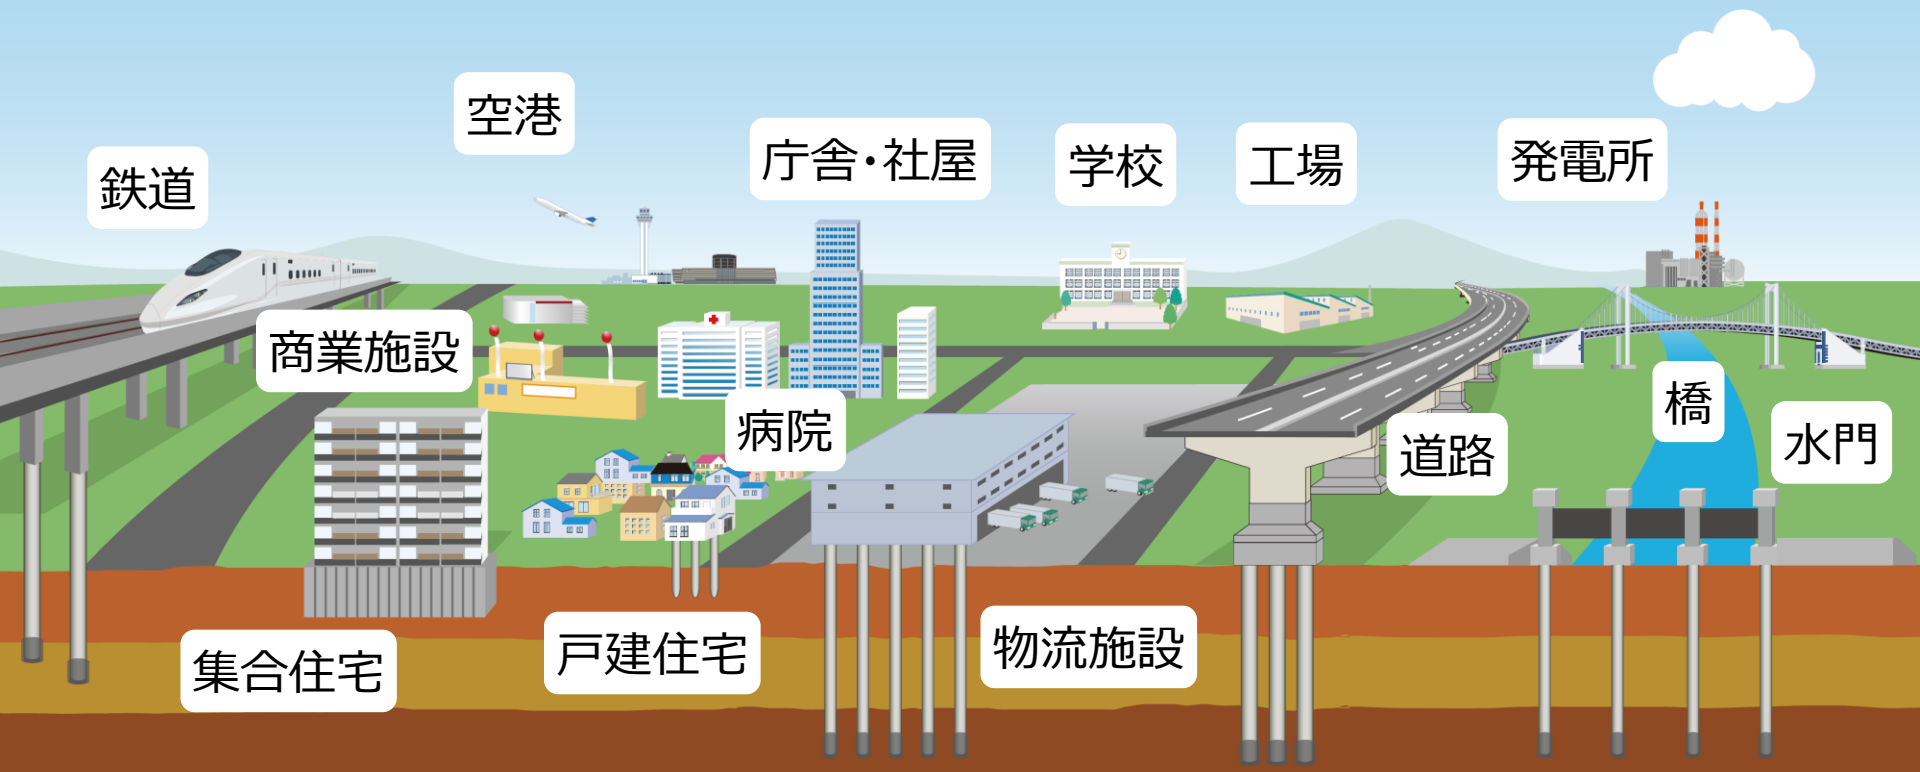 空港
庁舎・社屋
学校
工場
発電所
鉄道
商業施設
病院
橋
水門
道路
集合住宅
戸建住宅
物流施設